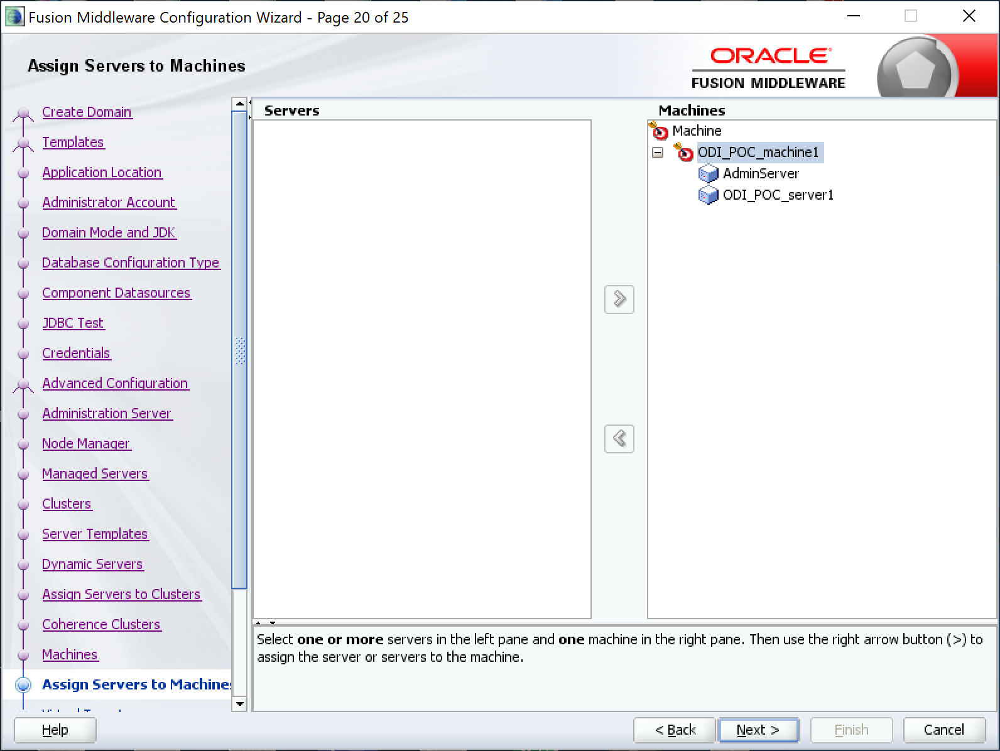 Fusion Middleware Configuration Wizard - Page 20 of 25
Assign Servers to Machines
ORACLE
FUSION MIDDLEWARE
Create Domain
Templates
Application Location
Administrator Account
Domain Mode and JDK
Database Configuration Type
Component Datasources
JDBC Test
Credentials
Advanced Configuration
Administration Server
Node Manager
Managed Servers
Clusters
Server Templates
Dynamic Servers
Assign Servers to Clusters
Coherence Clusters
Machines
Assign Servers to Machines
Servers
Machines
Machine
ODI_POC_machine1
AdminServer
ODI_POC_server1
Select one or more servers in the left pane and one machine in the right pane. Then use the right arrow button (>) to
assign the server or servers to the machine.
Help
< Back
Next >
Finish
Cancel